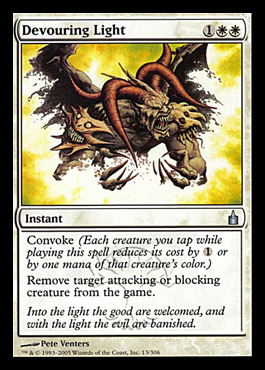 Devouring Light 1
Instant
Convoke (Each creature you tap while
playing this spell reduces its cost by 1 or
by one mana of that creature's color.)
Remove target attacking or blocking
creature from the game.
Into the light the good are welcomed, and
with the light the evil are banished.
Pete Venters
™ & © 1993–2005 Wizards of the Coast, Inc. 13/306